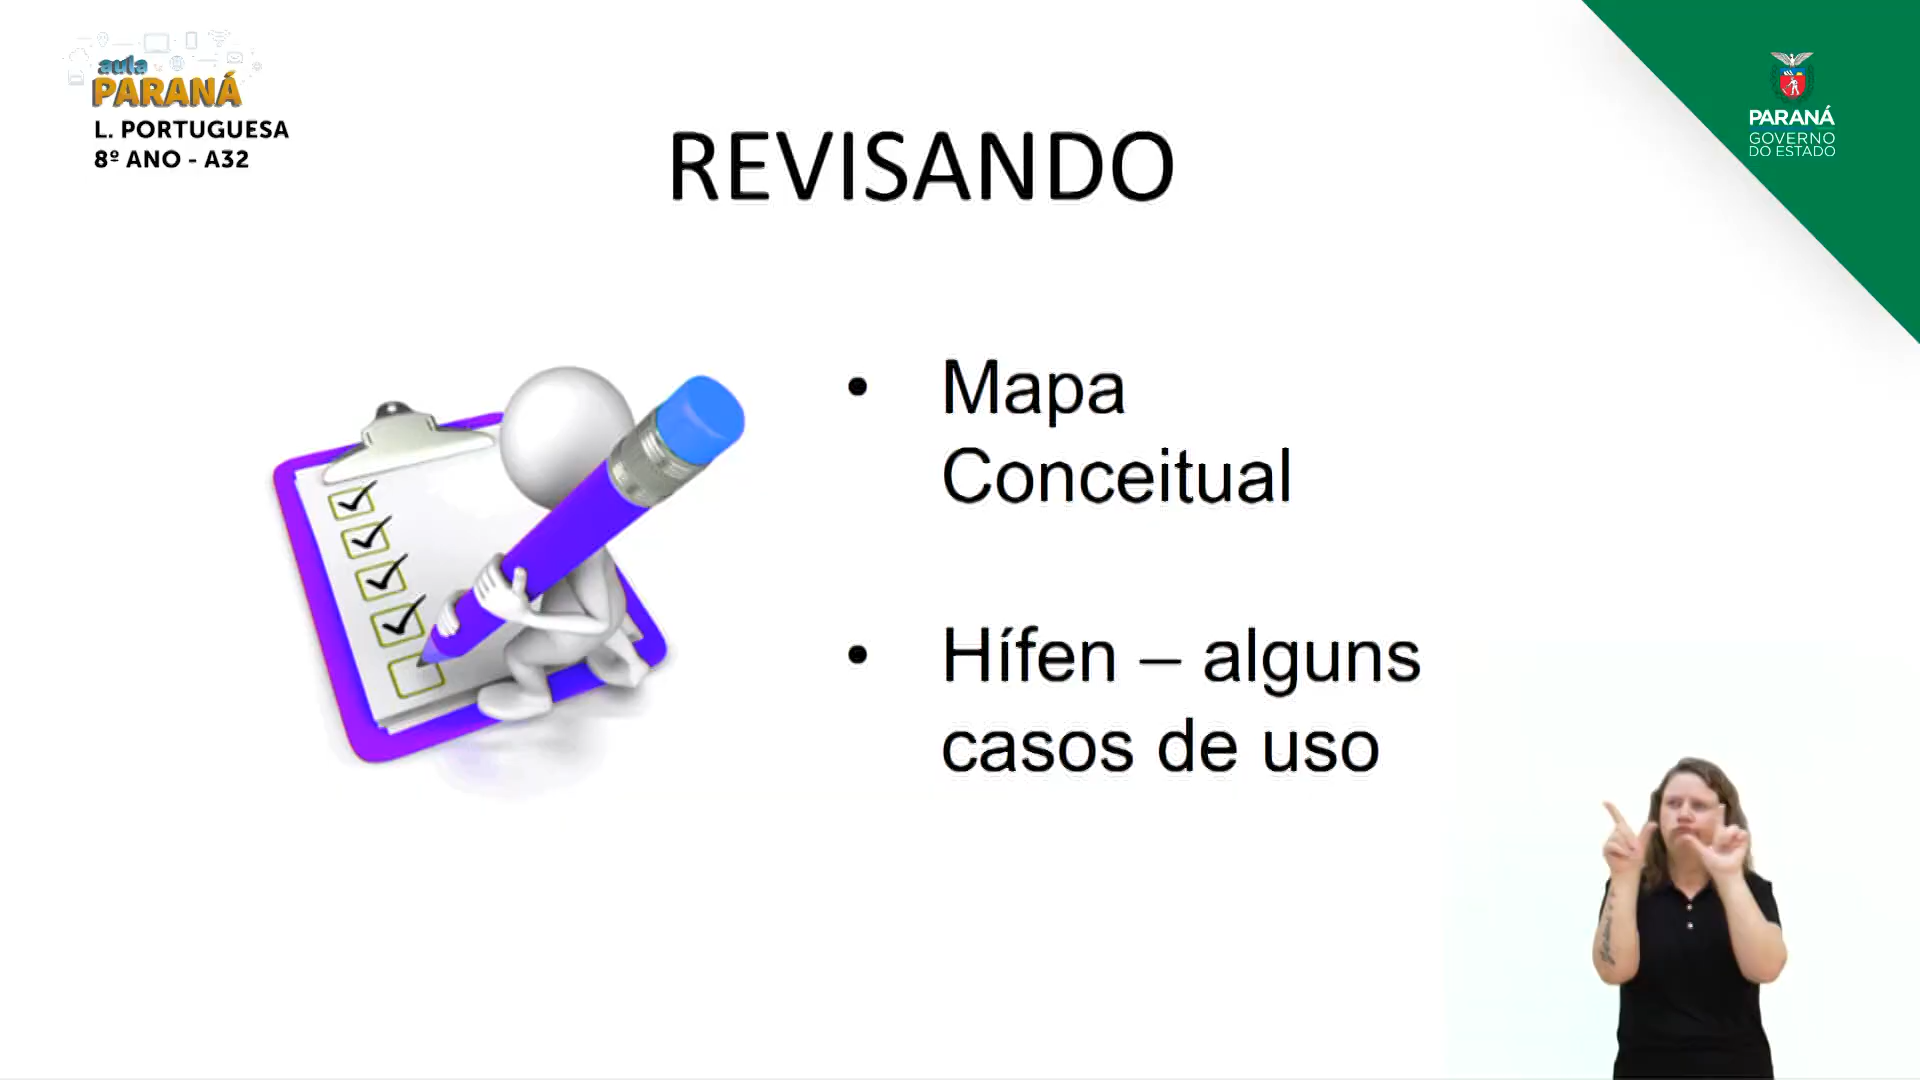 aula
PARANÁ
L. PORTUGUESA
8º ANO - A32
PARANÁ
GOVERNO
DO ESTADO
REVISANDO
• Mapa
Conceitual
• Hífen – alguns
casos de uso